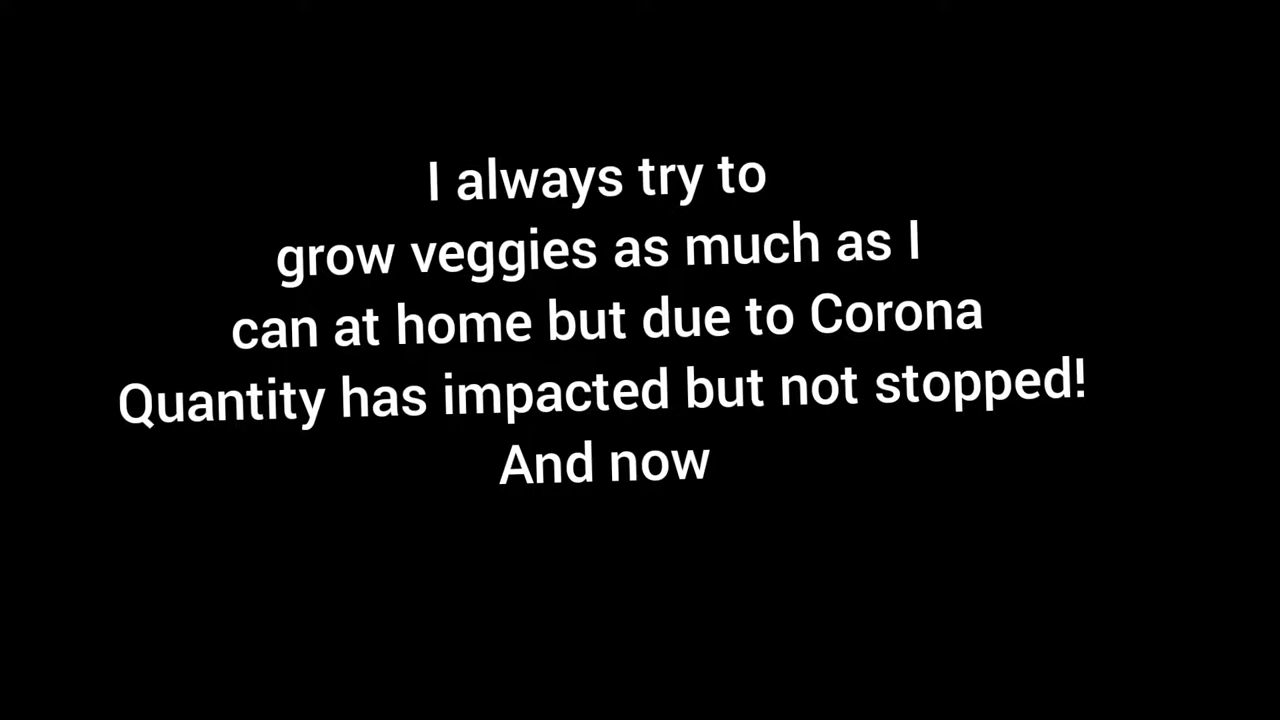 I always try to
grow veggies as much as I
can at home but due to Corona
Quantity has impacted but not stopped!
And now